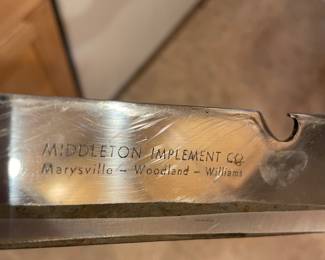 MIDDLETON IMPLEMENT CO
Marysville - Woodland - Williams